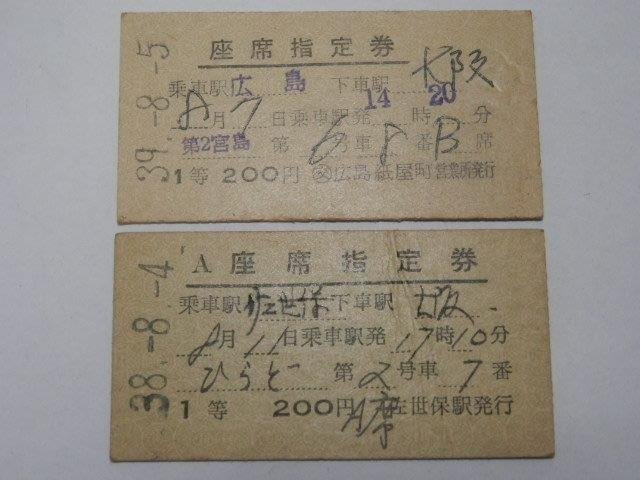 39.-8.-5
座席指定券
乗車駅 広島 下車駅 大阪
8月7日乗車駅発 14時20分
第2宮島 第6号車 8番B席
1等 200円 ㊋広島紙屋町営業所発行
38.-8.-4
A座席指定券
乗車駅 佐世保 下車駅 大阪
8月11日乗車駅発 17時10分
ひらど 第2号車 7番
1等 200円 A席 佐世保駅発行